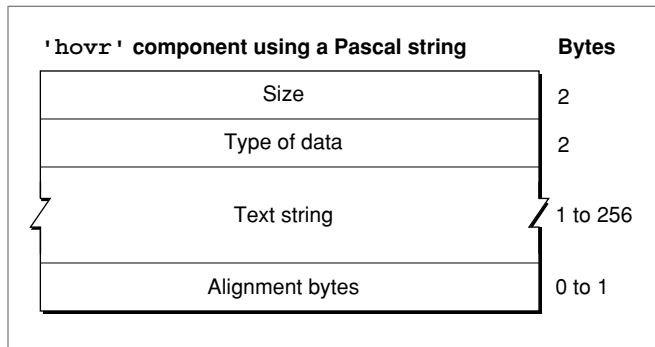 'hovr' component using a Pascal string Bytes
Size 2
Type of data 2
Text string 1 to 256
Alignment bytes 0 to 1